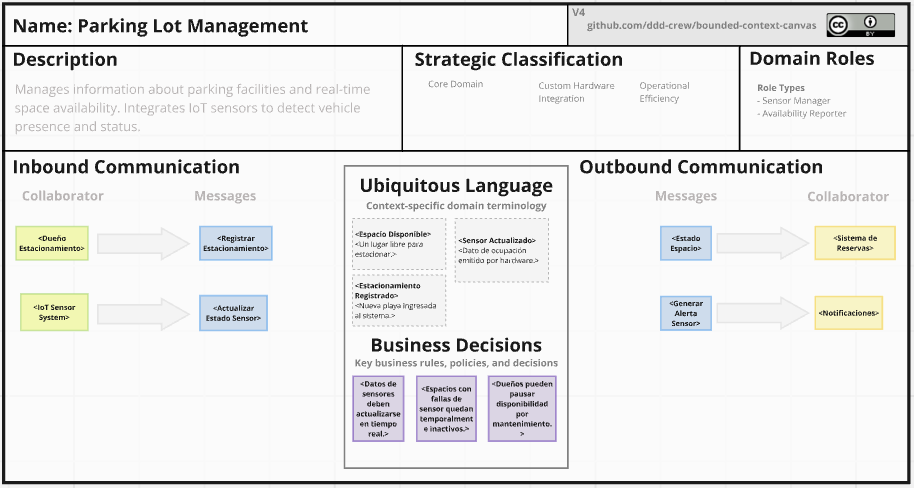 Name: Parking Lot Management
V4
github.com/ddd-crew/bounded-context-canvas
cc
BY
Description
Manages information about parking facilities and real-time
space availability. Integrates IoT sensors to detect vehicle
presence and status.
Strategic Classification
Core Domain
Custom Hardware
Integration
Operational
Efficiency
Domain Roles
Role Types
- Sensor Manager
- Availability Reporter
Inbound Communication
Collaborator
Messages
<Dueño
Estacionamiento>
<Registrar
Estacionamiento>
<IoT Sensor
System>
<Actualizar
Estado Sensor>
Ubiquitous Language
Context-specific domain terminology
<Espacio Disponible>
<Un lugar libre para
estacionar.>
<Sensor Actualizado>
<Dato de ocupación
emitido por hardware.>
<Estacionamiento
Registrado>
<Nueva playa ingresada
al sistema.>
Business Decisions
Key business rules, policies, and decisions
<Datos de
sensores
deben
actualizarse
en tiempo
real.>
<Espacios con
fallas de
sensor quedan
temporalment
e inactivos.>
<Dueños pueden
pausar
disponibilidad
por
mantenimiento.
>
Outbound Communication
Messages
Collaborator
<Estado
Espacio>
<Sistema de
Reservas>
<Generar
Alerta
Sensor>
<Notificaciones>